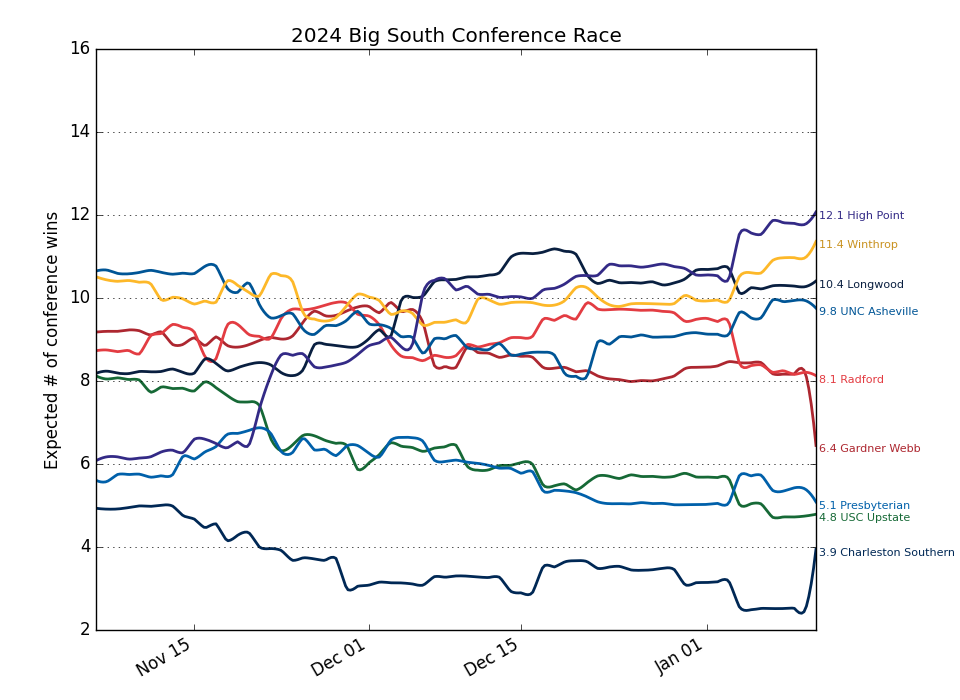 2024 Big South Conference Race
Expected # of conference wins
16
14
12
10
8
6
4
2
12.1 High Point
11.4 Winthrop
10.4 Longwood
9.8 UNC Asheville
8.1 Radford
6.4 Gardner Webb
5.1 Presbyterian
4.8 USC Upstate
3.9 Charleston Southern
Nov 15
Dec 01
Dec 15
Jan 01